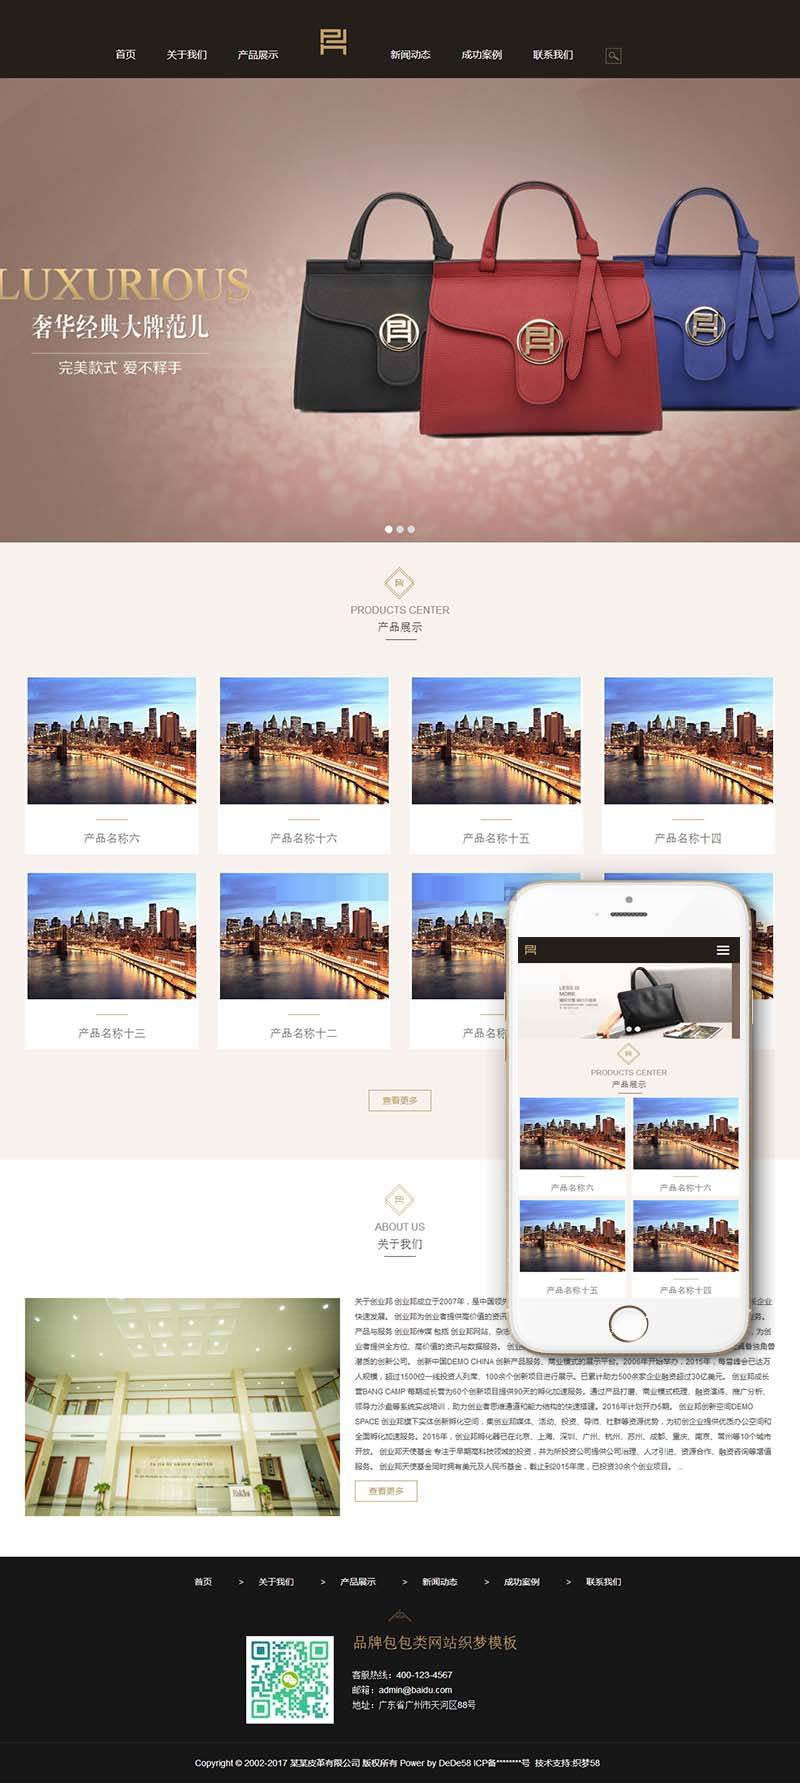 首页 关于我们 产品展示 新闻动态 成功案例 联系我们
LUXURIOUS
奢华经典大牌范儿
完美款式 爱不释手
PRODUCTS CENTER
产品展示
产品名称六 产品名称十六 产品名称十五 产品名称十四
产品名称十三 产品名称十二 产品名
查看更多
LESS IS
MORE
PRODUCTS CENTER
产品展示
产品名称六 产品名称十六
产品名称十五 产品名称十四
ABOUT US
关于我们
关于创业邦 创业邦成立于2007年，是中国领先
快速发展。 创业邦为创业者提供高价值的资讯
产品与服务 创业邦传媒 包括 创业邦网站、杂志
业者提供全方位、高价值的资讯与数据服务。
潜质的创新公司。 创新中国DEMO CHINA 创新产品服务、商业模式的展示平台。2006年开始举办，2015年，每届峰会已达万
人规模，超过1500位一线投资人列席，100余个创新项目进行展示。已累计助力500余家企业融资超过30亿美元。 创业邦成长
营BANG CAMP 每期成长营为60个创新项目提供90天的孵化加速服务。通过产品打磨、商业模式梳理、融资演练、推广分析、
领导力沙盘等系统实战培训，助力创业者思维通道和能力结构的快速搭建。2016年计划开办5期。 创业邦创新空间DEMO
SPACE 创业邦旗下实体创新孵化空间，集创业邦媒体、活动、投资、导师、社群等资源优势，为初创企业提供优质办公空间和
全面孵化加速服务。2016年，创业邦孵化器已在北京、上海、深圳、广州、杭州、苏州、成都、重庆、南京、常州等10个城市
开放。 创业邦天使基金 专注于早期高科技领域的投资，并为所投资公司提供公司治理、人才引进、资源合作、融资咨询等增值
服务。 创业邦天使基金同时拥有美元及人民币基金，截止到2015年底，已投资30余个创业项目。 ...
查看更多
首页 > 关于我们 > 产品展示 > 新闻动态 > 成功案例 > 联系我们
品牌包包类网站织梦模板
客服热线：400-123-4567
邮箱：admin@baidu.com
地址：广东省广州市天河区88号
Copyright © 2002-2017 某某皮革有限公司 版权所有 Power by DeDe58 ICP备********号 技术支持:织梦58